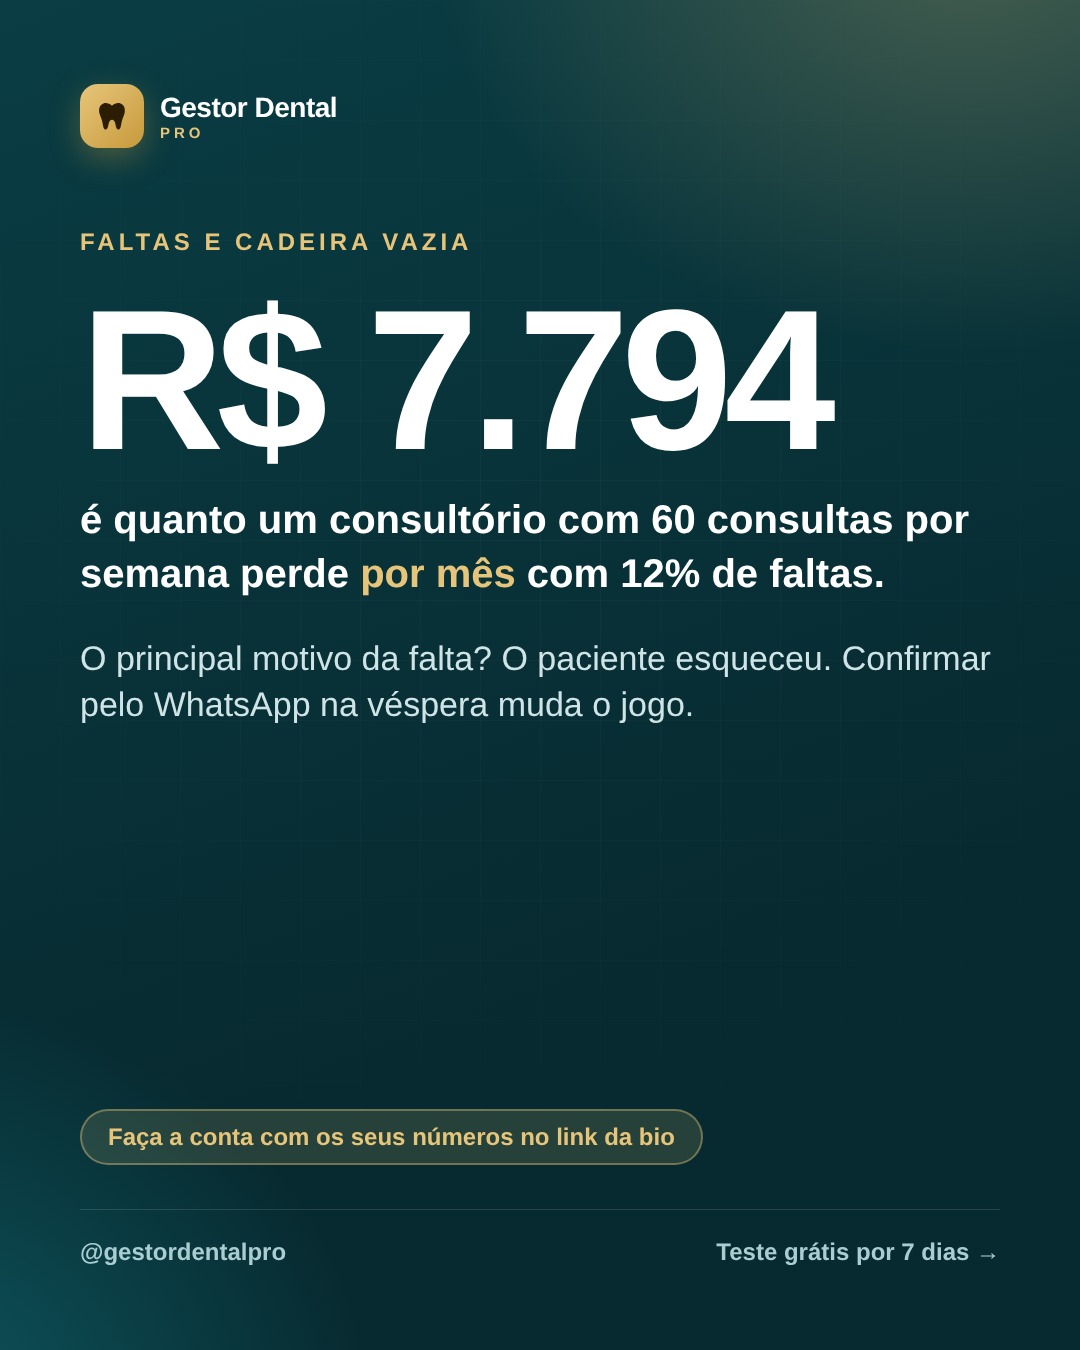 Gestor Dental
PRO
FALTAS E CADEIRA VAZIA
R$ 7.794
é quanto um consultório com 60 consultas por
semana perde por mês com 12% de faltas.
O principal motivo da falta? O paciente esqueceu. Confirmar
pelo WhatsApp na véspera muda o jogo.
Faça a conta com os seus números no link da bio
@gestordentalpro
Teste grátis por 7 dias →